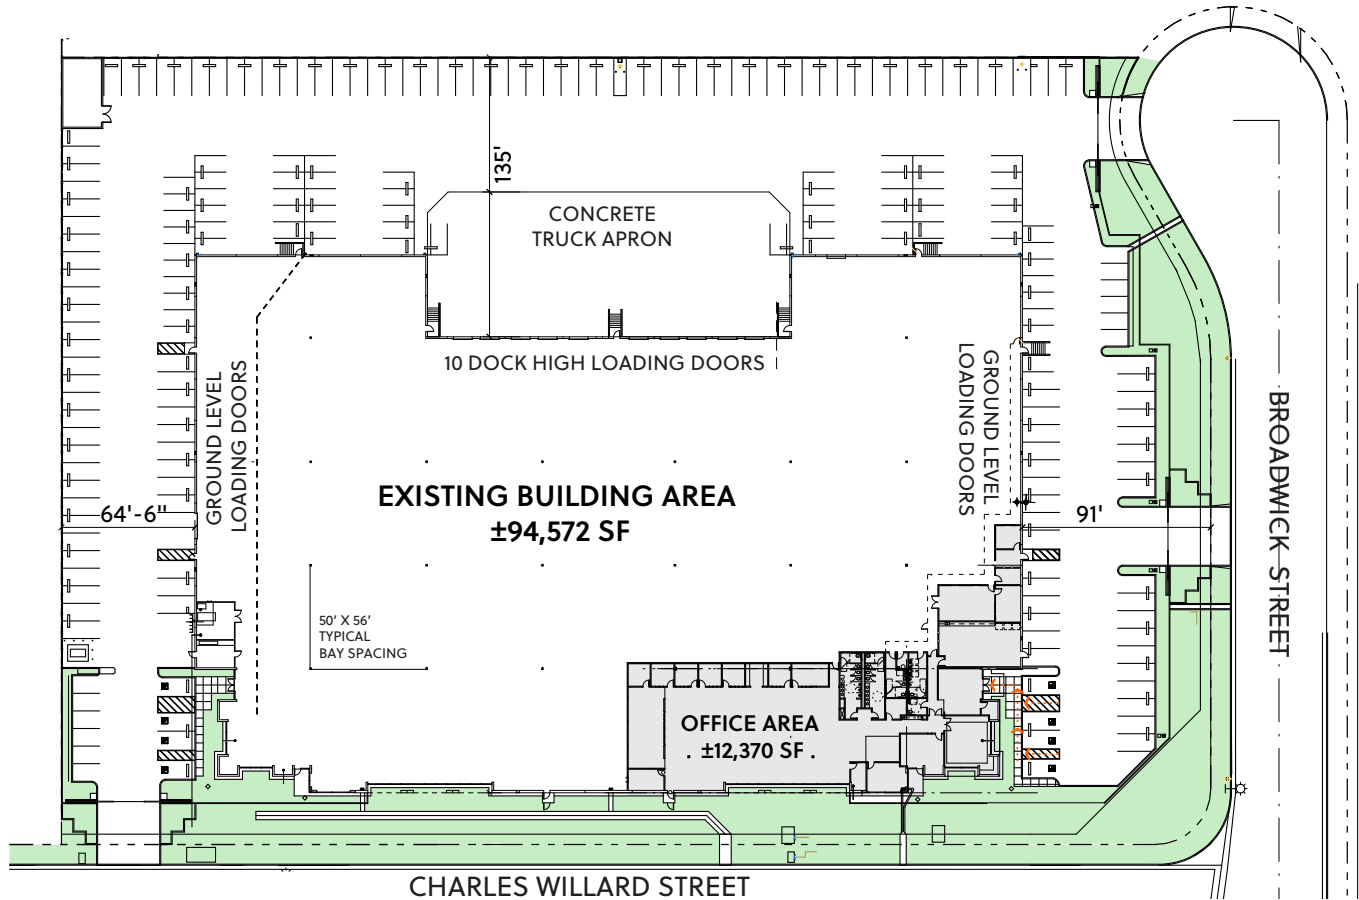 135'
CONCRETE
TRUCK APRON
10 DOCK HIGH LOADING DOORS
GROUND LEVEL
LOADING DOORS
GROUND LEVEL
LOADING DOORS
EXISTING BUILDING AREA
±94,572 SF
64'-6"
91'
BROADWICK STREET
50' X 56'
TYPICAL
BAY SPACING
OFFICE AREA
±12,370 SF
CHARLES WILLARD STREET